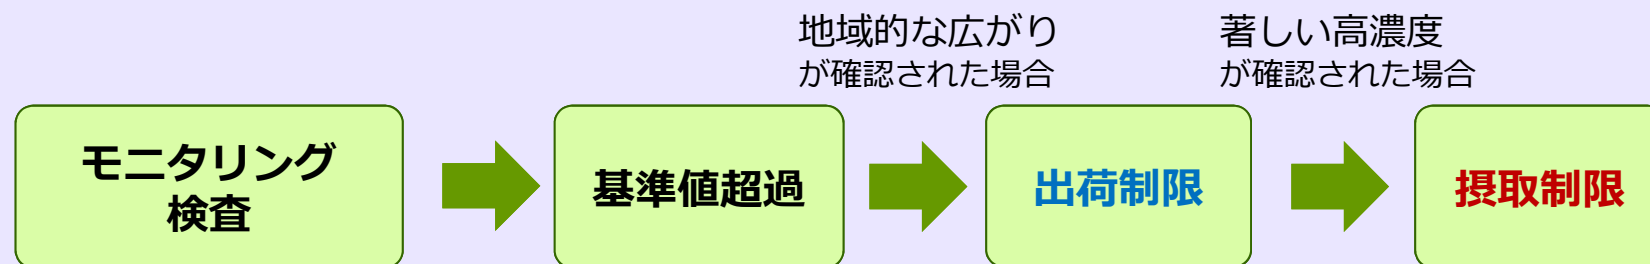 地域的な広がり
が確認された場合
著しい高濃度
が確認された場合
モニタリング
検査
基準値超過
出荷制限
摂取制限